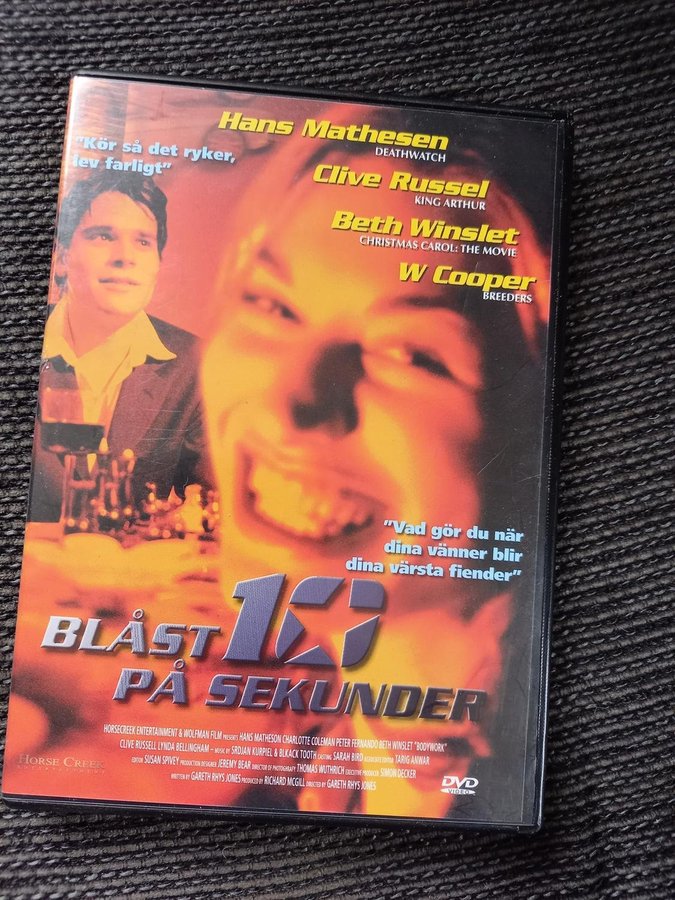 Hans Mathesen
DEATHWATCH
"Kör så det ryker,
lev farligt"
Clive Russel
KING ARTHUR
Beth Winslet
CHRISTMAS CAROL: THE MOVIE
W Cooper
BREEDERS
"Vad gör du när
dina vänner blir
dina värsta fiender"
BLÅST 10
PÅ SEKUNDER
HORSECREEK ENTERTAINMENT & WOLFMAN FILM PRESENTS HANS MATHESON CHARLOTTE COLEMAN PETER FERNANDO BETH WINSLET "BODYWORK"
CLIVE RUSSELL LYNDA BELLINGHAM – MUSIC BY SRDJAN KURPIEL & BLKACK TOOTH CASTING SARAH BIRD TARIG ANWAR
EDITOR SUSAN SPIVEY PRODUCTION DESIGNER JEREMY BEAR DIRECTOR OF PHOTOGRAFY THOMAS WUTHRICH EXECUTIVE PRODUCER SIMON DECKER
WRITTEN BY GARETH RHYS JONES PRODUCED BY RICHARD MCGILL DIRECTED BY GARETH RHYS JONES
HORSE CREEK
DVD
VIDEO